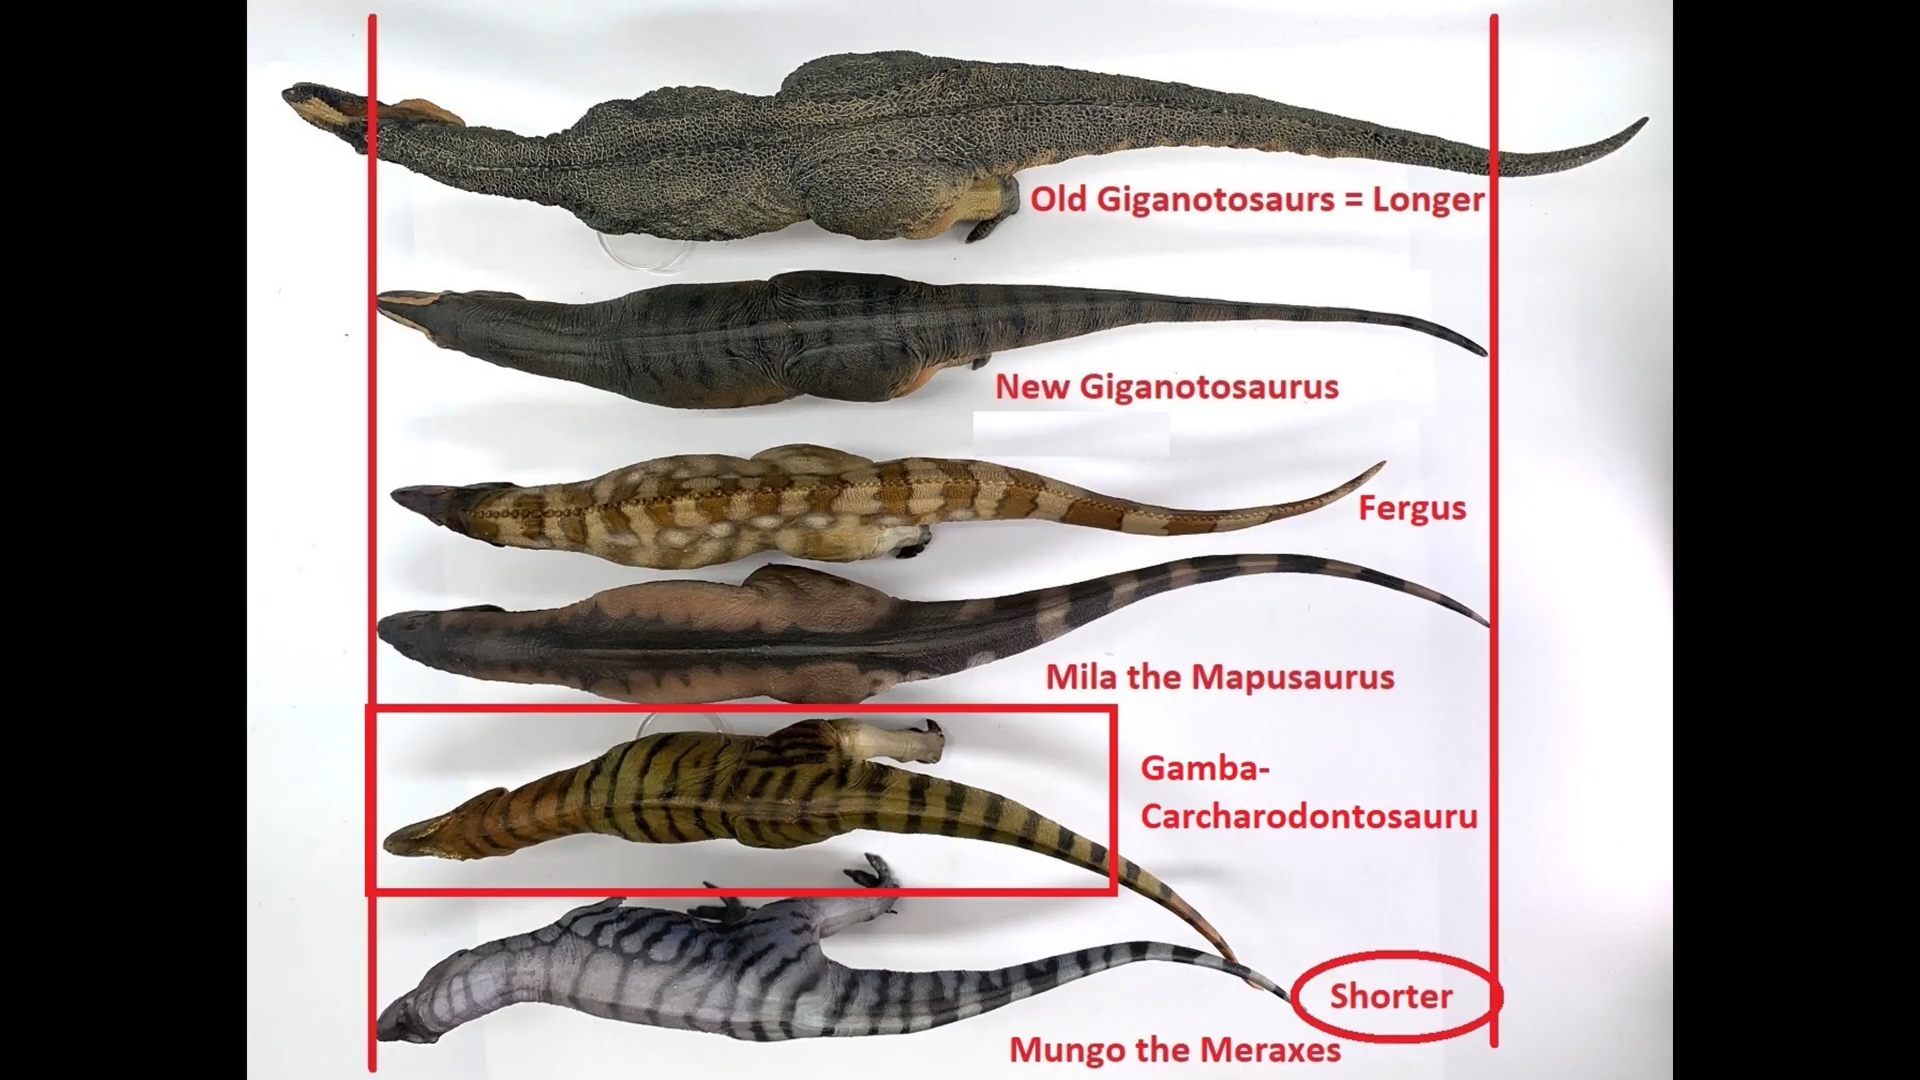 Old Giganotosaurs = Longer
New Giganotosaurus
Fergus
Mila the Mapusaurus
Gamba-
Carcharodontosauru
Shorter
Mungo the Meraxes